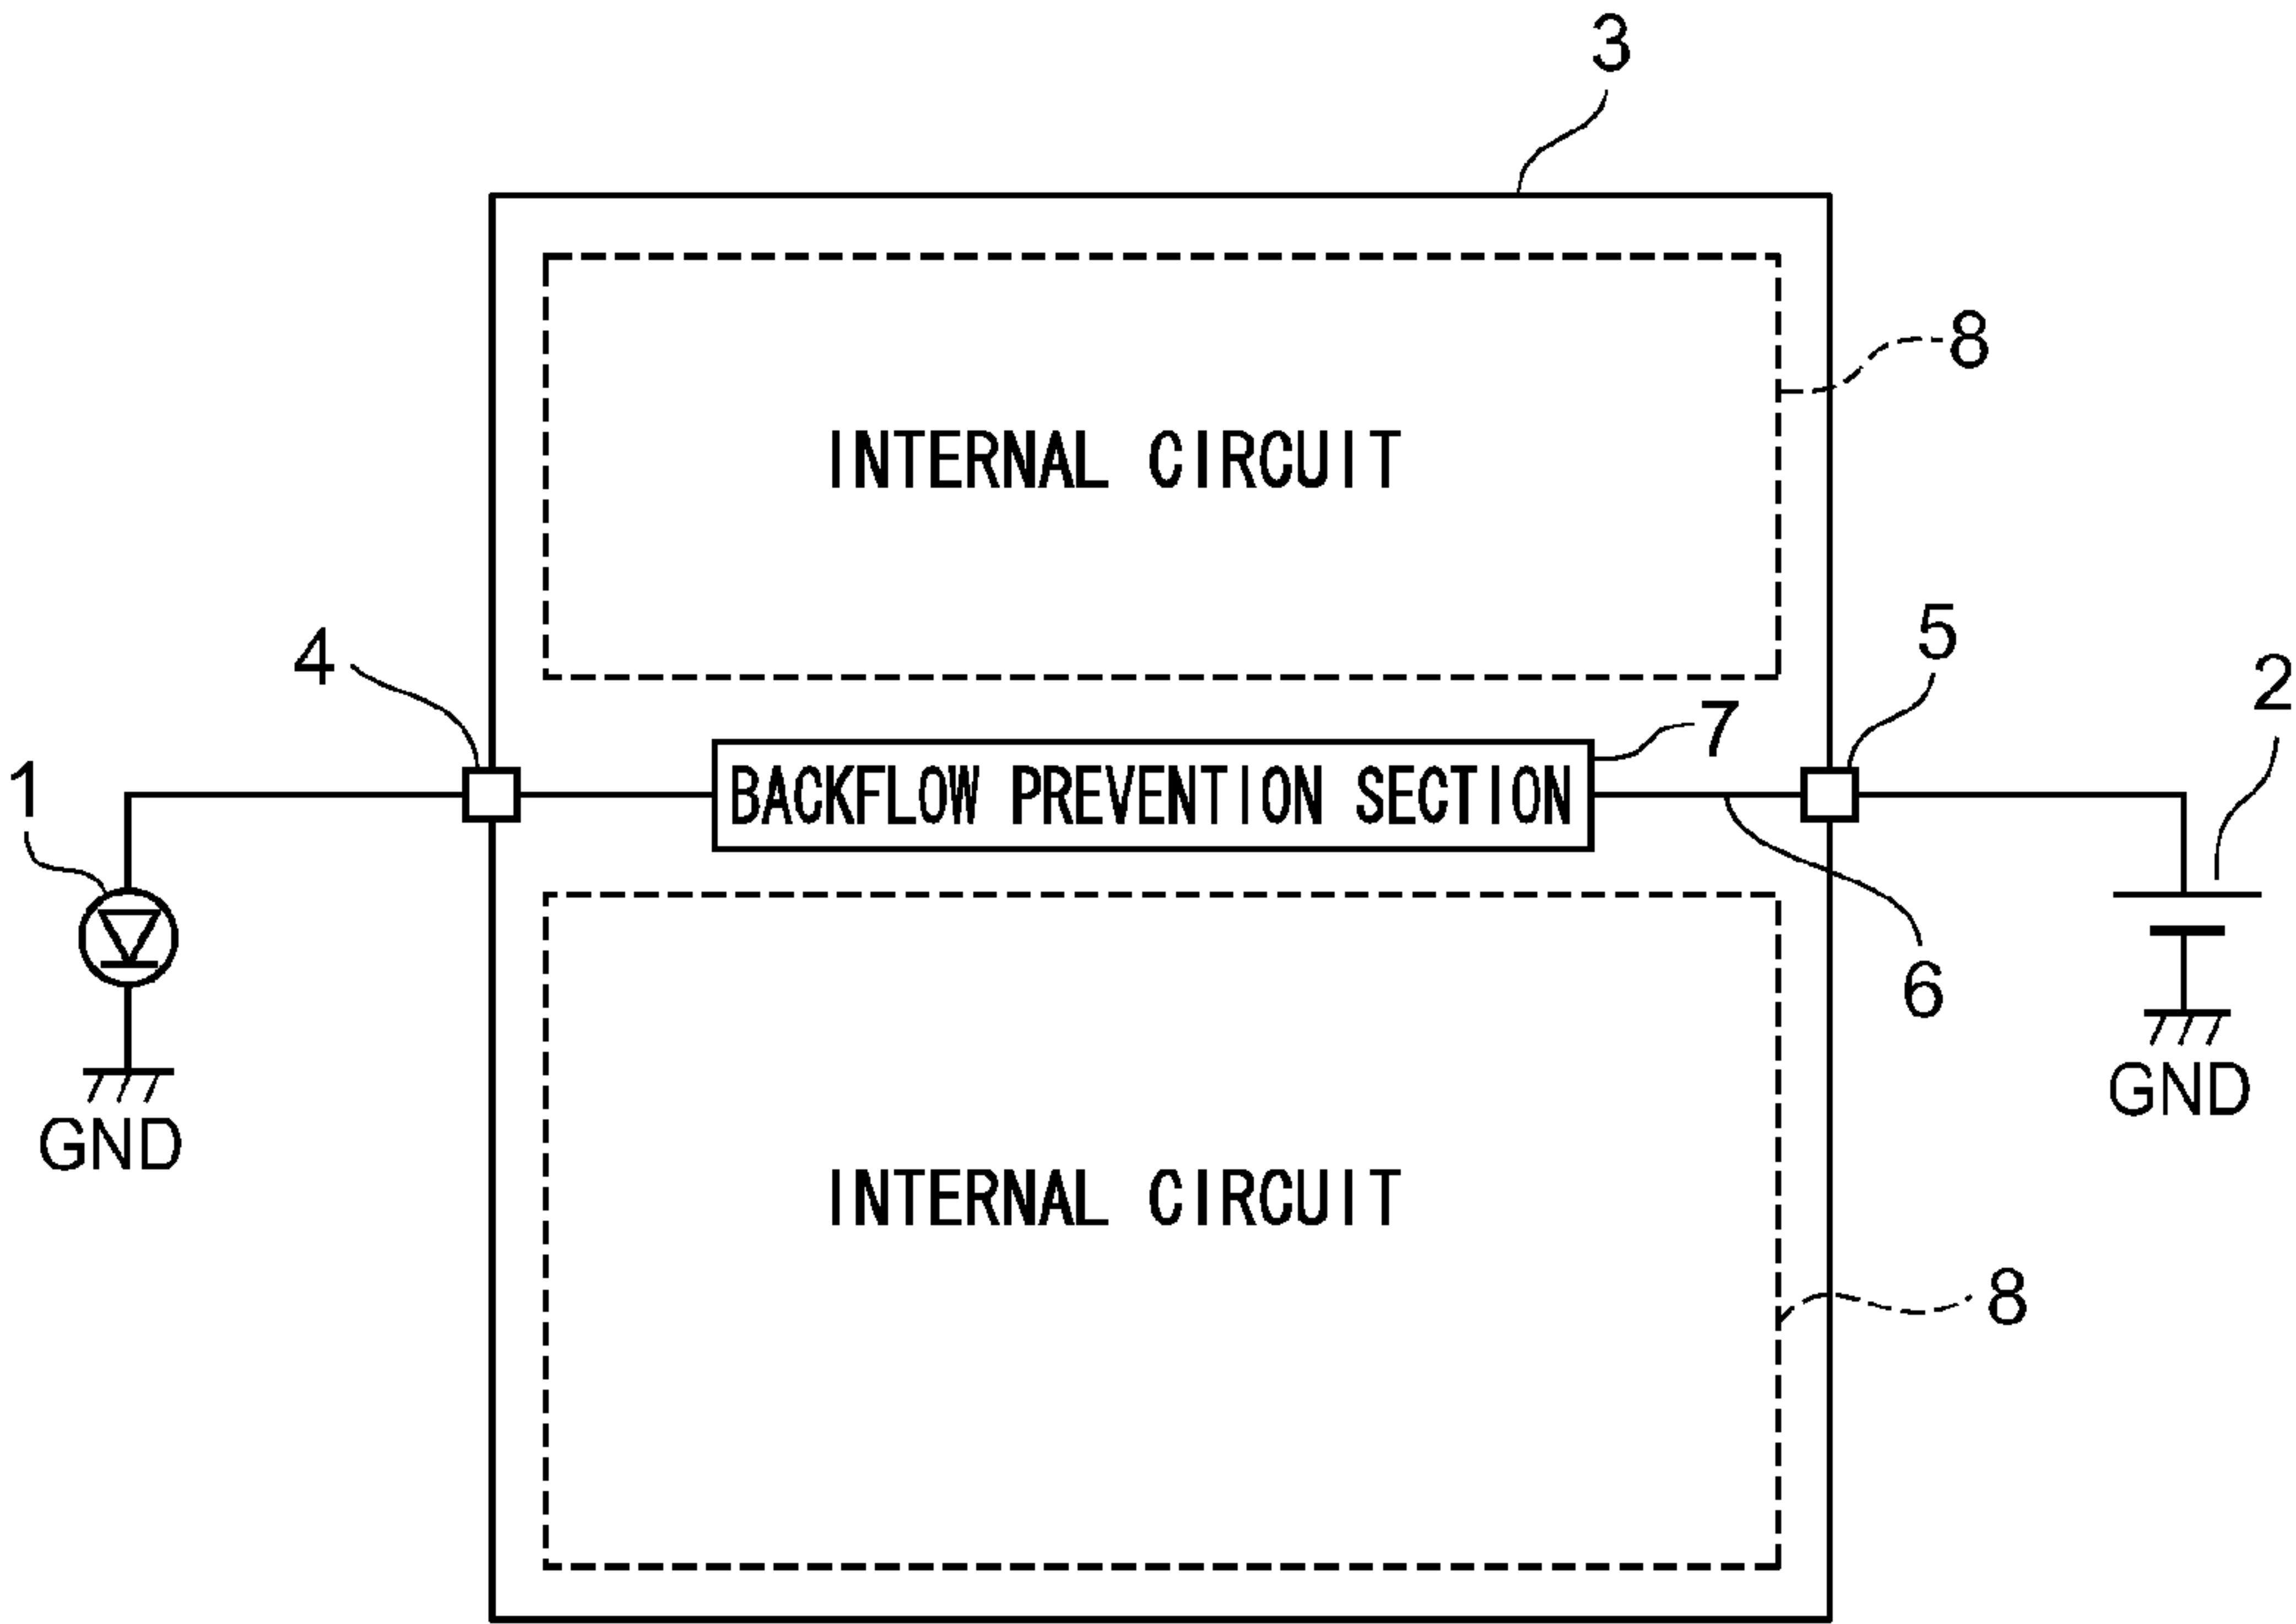 3
8
INTERNAL CIRCUIT
4
5
2
7
1
BACKFLOW PREVENTION SECTION
6
GND
GND
INTERNAL CIRCUIT
8